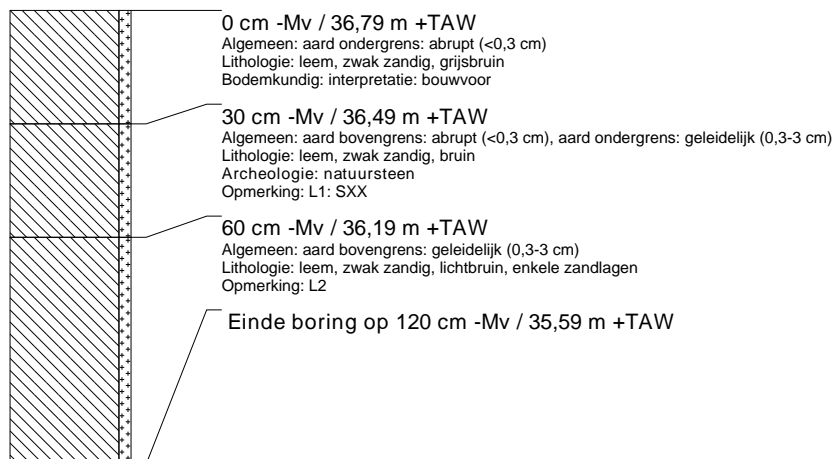 0 cm -Mv / 36,79 m +TAW
Algemeen: aard ondergrens: abrupt (<0,3 cm)
Lithologie: leem, zwak zandig, grijsbruin
Bodemkundig: interpretatie: bouwvoor
30 cm -Mv / 36,49 m +TAW
Algemeen: aard bovengrens: abrupt (<0,3 cm), aard ondergrens: geleidelijk (0,3-3 cm)
Lithologie: leem, zwak zandig, bruin
Archeologie: natuursteen
Opmerking: L1: SXX
60 cm -Mv / 36,19 m +TAW
Algemeen: aard bovengrens: geleidelijk (0,3-3 cm)
Lithologie: leem, zwak zandig, lichtbruin, enkele zandlagen
Opmerking: L2
Einde boring op 120 cm -Mv / 35,59 m +TAW